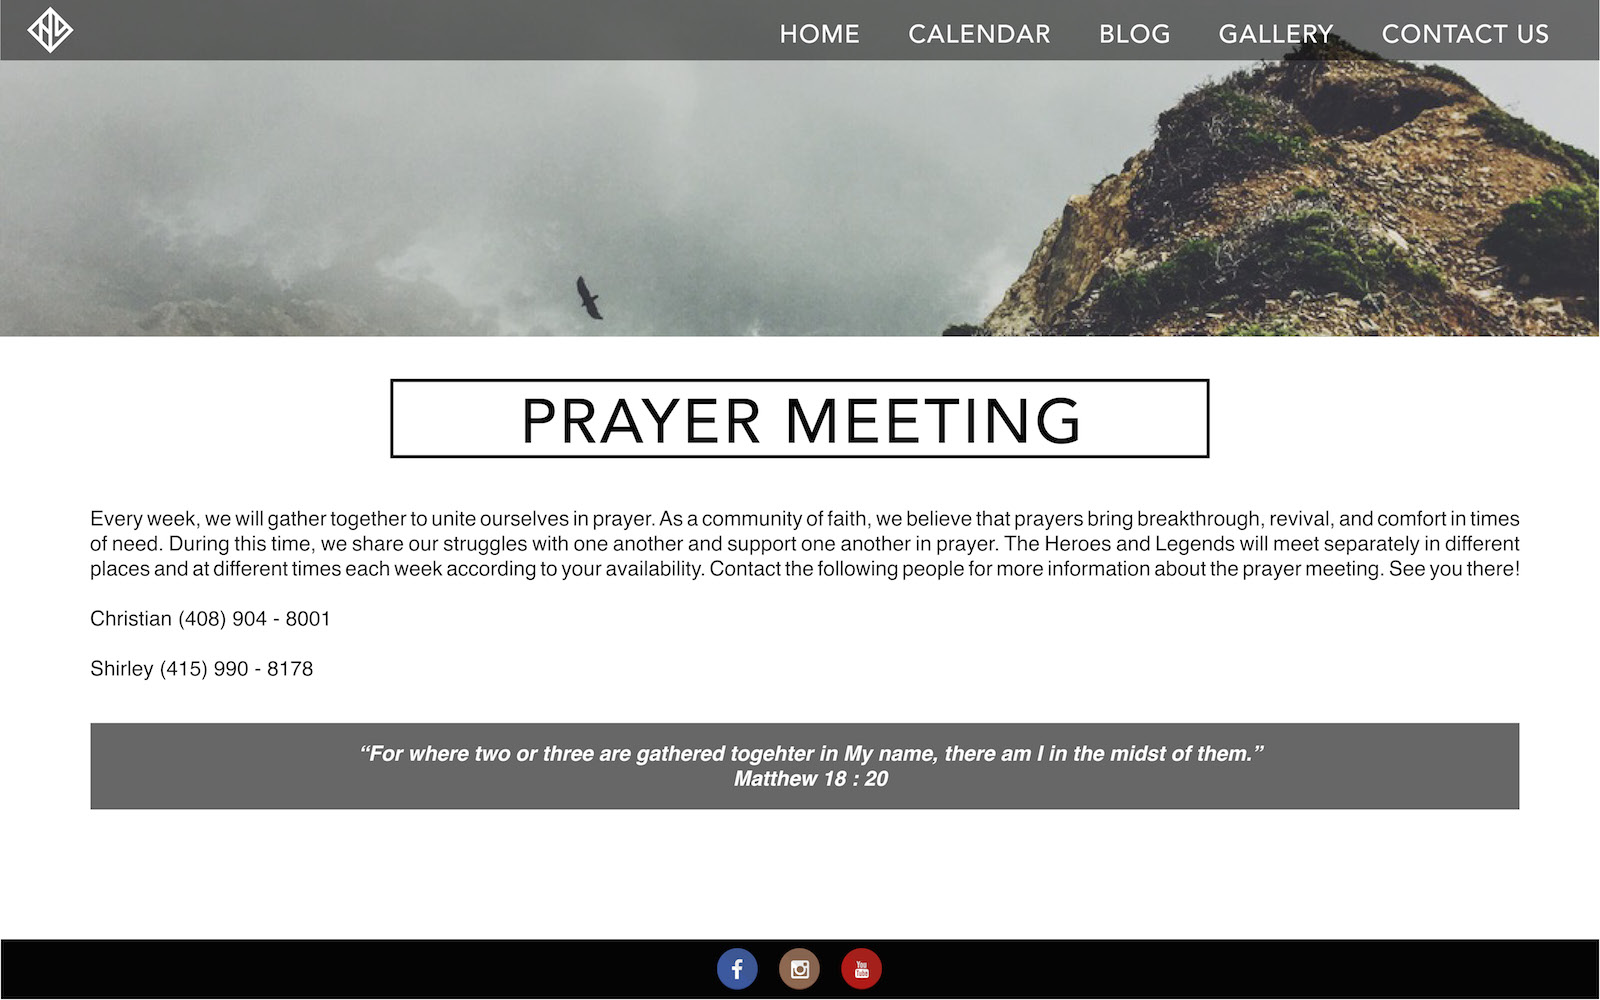 HOME CALENDAR BLOG GALLERY CONTACT US
PRAYER MEETING
Every week, we will gather together to unite ourselves in prayer. As a community of faith, we believe that prayers bring breakthrough, revival, and comfort in times
of need. During this time, we share our struggles with one another and support one another in prayer. The Heroes and Legends will meet separately in different
places and at different times each week according to your availability. Contact the following people for more information about the prayer meeting. See you there!
Christian (408) 904 - 8001
Shirley (415) 990 - 8178
“For where two or three are gathered togehter in My name, there am I in the midst of them.”
Matthew 18 : 20
You
Tube